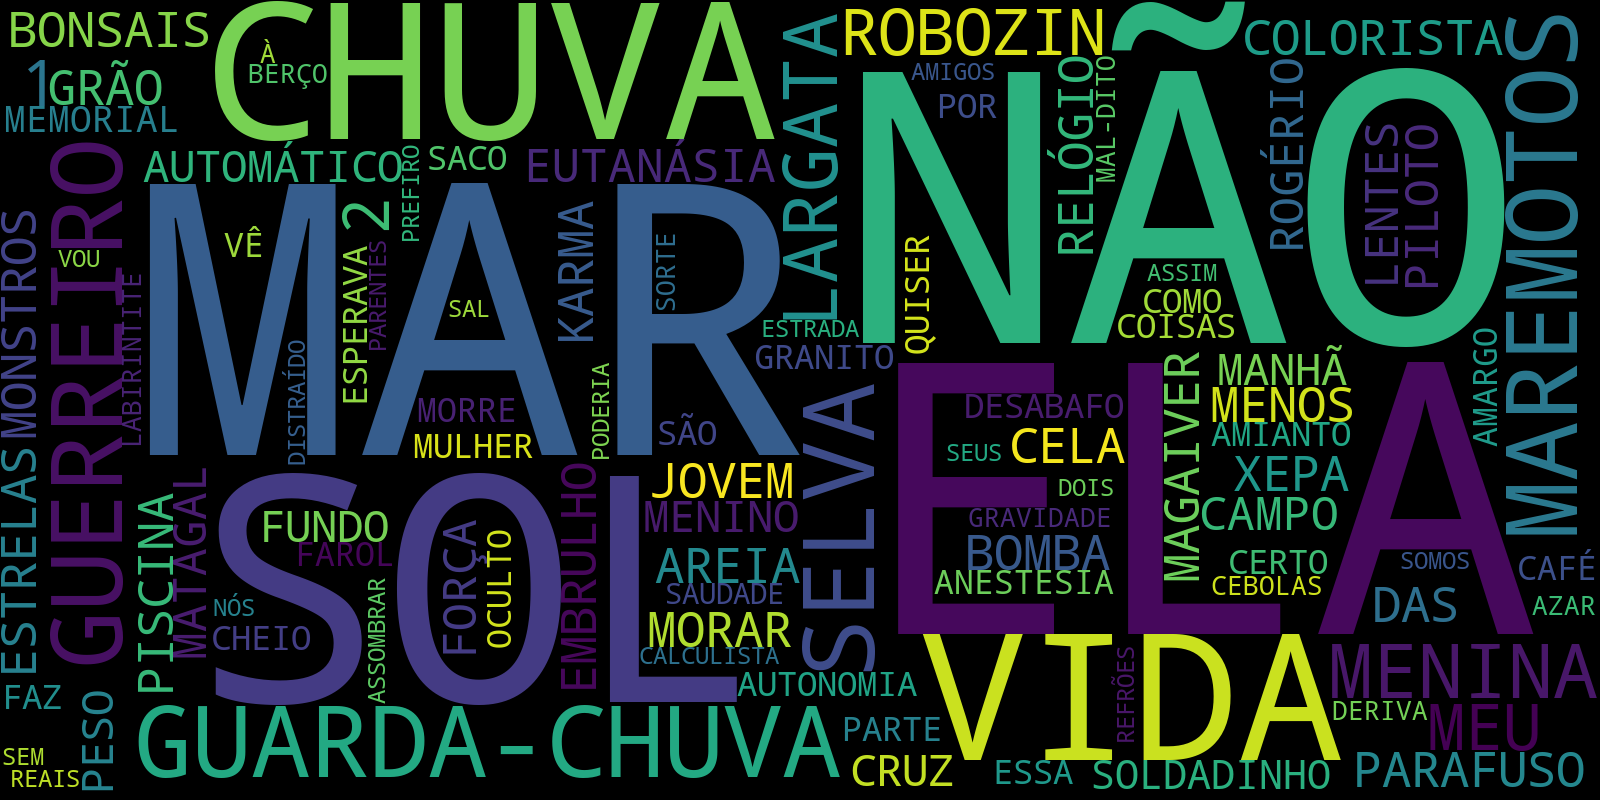 BONSAIS
À
BERÇO
CHUVA
1
GRÃO
MEMORIAL
LARGATA
ROBOZIN
AMIGOS
POR
NÃO
RELÓGIO
MAL-DITO
COLORISTA
ROGÉRIO
LENTES
PILOTO
MAREMOTOS
AUTOMÁTICO
PREFIRO
SACO
EUTANÁSIA
GUERREIRO
MONSTROS
VOU
VÊ
LABIRINTITE
MAR
2
ESPERAVA
PARENTES
DISTRAÍDO
SAL
KARMA
SORTE
MORRE
MULHER
PODERIA
SÃO
ESTRADA
GRANITO
QUISER
ASSIM
COMO
COISAS
ELA
SELVA
DESABAFO
SEUS
CELA
DOIS
GRAVIDADE
BOMBA
ANESTESIA
MAGAIVER
MANHÃ
MENOS
AMIANTO
XEPA
CAMPO
CERTO
CEBOLAS
AMARGO
SOMOS
CAFÉ
DAS
AZAR
ESTRELAS
PISCINA
MATAGAL
SOL
FUNDO
FAROL
NÓS
CHEIO
ASSOMBRAR
FORÇA
OCULTO
EMBRULHO
JOVEM
MENINO
AREIA
SAUDADE
MORAR
CALCULISTA
AUTONOMIA
VIDA
REFRÕES
MENINA
DERIVA
MEU
FAZ
PESO
SEM
REAIS
GUARDA-CHUVA
PARTE
CRUZ
ESSA
SOLDADINHO
PARAFUSO